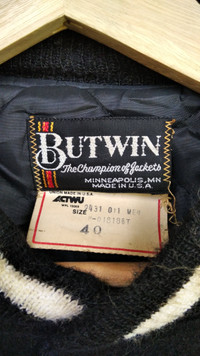 BUTWIN
The Champion of Jackets
MINNEAPOLIS, MN
MADE IN U.S.A.
UNION MADE IN U.S.A.
ACTWU
SIZE
40